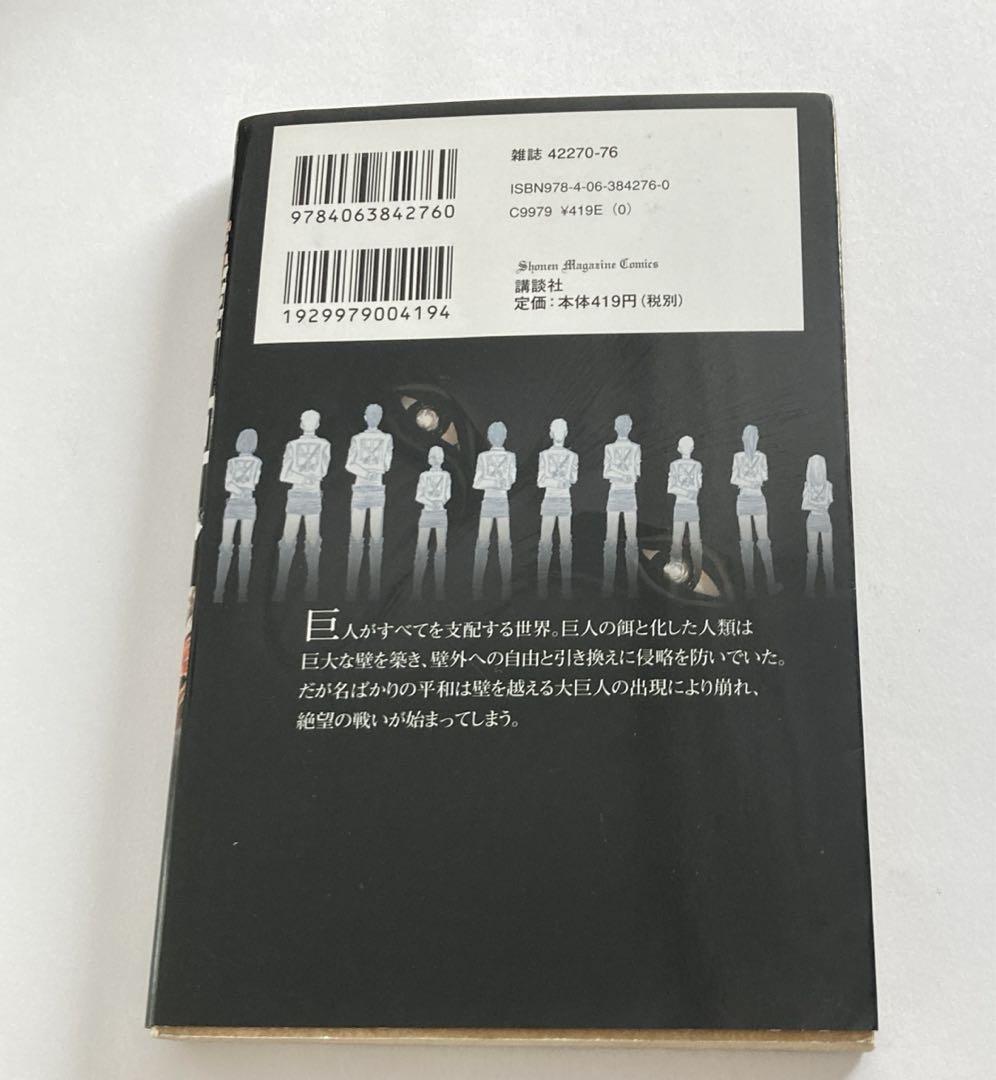 雑誌 42270-76
9784063842760
ISBN978-4-06-384276-0
C9979 ¥419E (0)
1929979004194
Shonen Magazine Comics
講談社
定価：本体419円（税別）
巨人がすべてを支配する世界。巨人の餌と化した人類は
巨大な壁を築き、壁外への自由と引き換えに侵略を防いでいた。
だが名ばかりの平和は壁を越える大巨人の出現により崩れ、
絶望の戦いが始まってしまう。